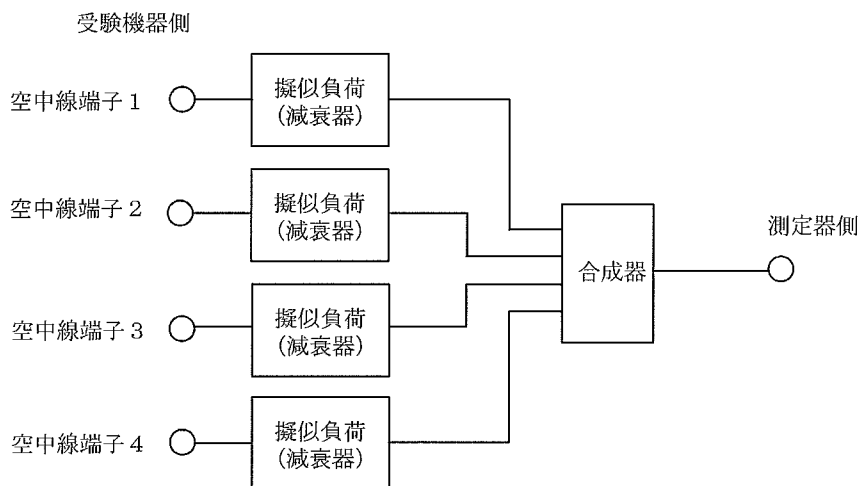 受験機器側
空中線端子1
擬似負荷
(減衰器)
空中線端子2
擬似負荷
(減衰器)
空中線端子3
擬似負荷
(減衰器)
空中線端子4
擬似負荷
(減衰器)
合成器
測定器側